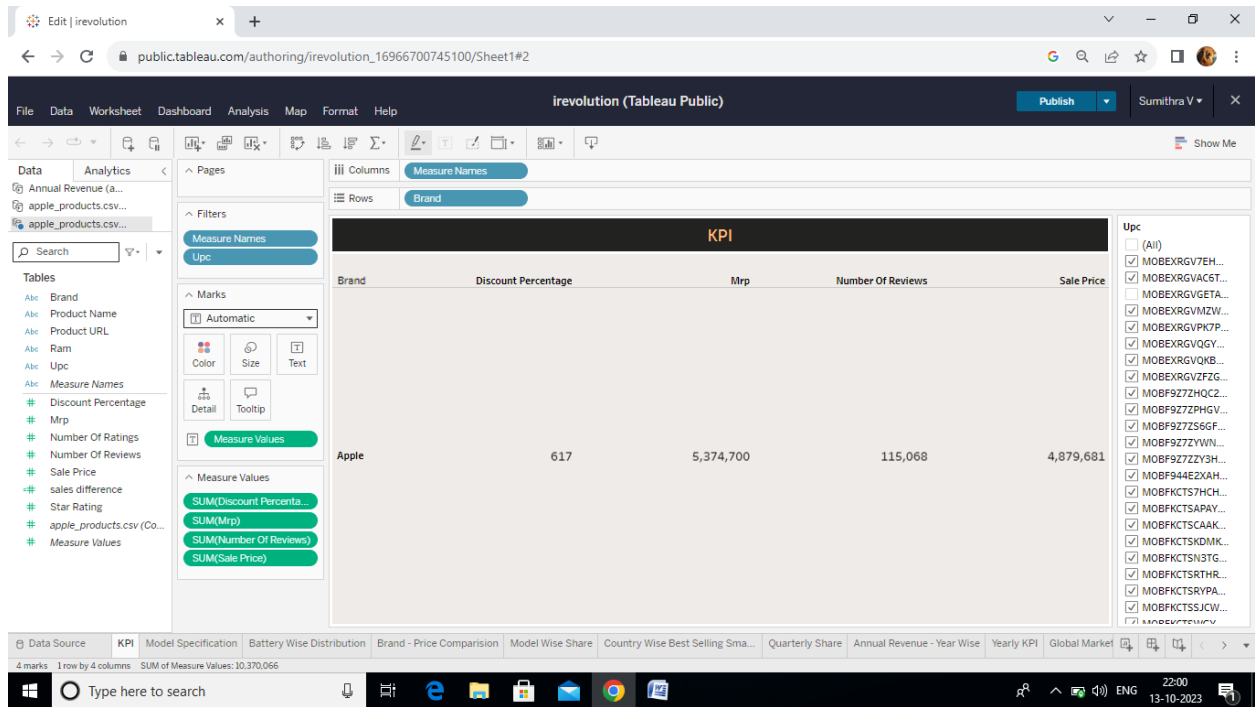 Edit | irevolution
public.tableau.com/authoring/irevolution_16966700745100/Sheet1#2
irevolution (Tableau Public)
File Data Worksheet Dashboard Analysis Map Format Help
Publish
Sumithra V
Show Me
Data Analytics
Annual Revenue (a...
apple_products.csv...
apple_products.csv...
Search
Tables
Abc Brand
Abc Product Name
Abc Product URL
Abc Ram
Abc Upc
Abc Measure Names
# Discount Percentage
# Mrp
# Number Of Ratings
# Number Of Reviews
# Sale Price
=# sales difference
# Star Rating
# apple_products.csv (Co...
# Measure Values
Pages
Filters
Measure Names
Upc
Marks
Automatic
Color Size Text
Detail Tooltip
Measure Values
Measure Values
SUM(Discount Percenta...
SUM(Mrp)
SUM(Number Of Reviews)
SUM(Sale Price)
Columns Measure Names
Rows Brand
KPI
Brand Discount Percentage Mrp Number Of Reviews Sale Price
Apple 617 5,374,700 115,068 4,879,681
Upc
(All)
MOBEXRGV7EH...
MOBEXRGVAC6T...
MOBEXRGVGETA...
MOBEXRGVMZW...
MOBEXRGVPK7P...
MOBEXRGVQGY...
MOBEXRGVQKB...
MOBEXRGVZFZG...
MOBF9Z7ZHQC2...
MOBF9Z7ZPHGV...
MOBF9Z7ZS6GF...
MOBF9Z7ZYWN...
MOBF9Z7ZZY3H...
MOBF944E2XAH...
MOBFKCTS7HCH...
MOBFKCTSAPAY...
MOBFKCTSCAAK...
MOBFKCTSKDMK...
MOBFKCTSN3TG...
MOBFKCTSRTHR...
MOBFKCTSRYPA...
MOBFKCTSSJCW...
Data Source KPI Model Specification Battery Wise Distribution Brand - Price Comparision Model Wise Share Country Wise Best Selling Sma... Quarterly Share Annual Revenue - Year Wise Yearly KPI Global Market
4 marks 1 row by 4 columns SUM of Measure Values: 10,370,066
Type here to search
ENG
22:00
13-10-2023